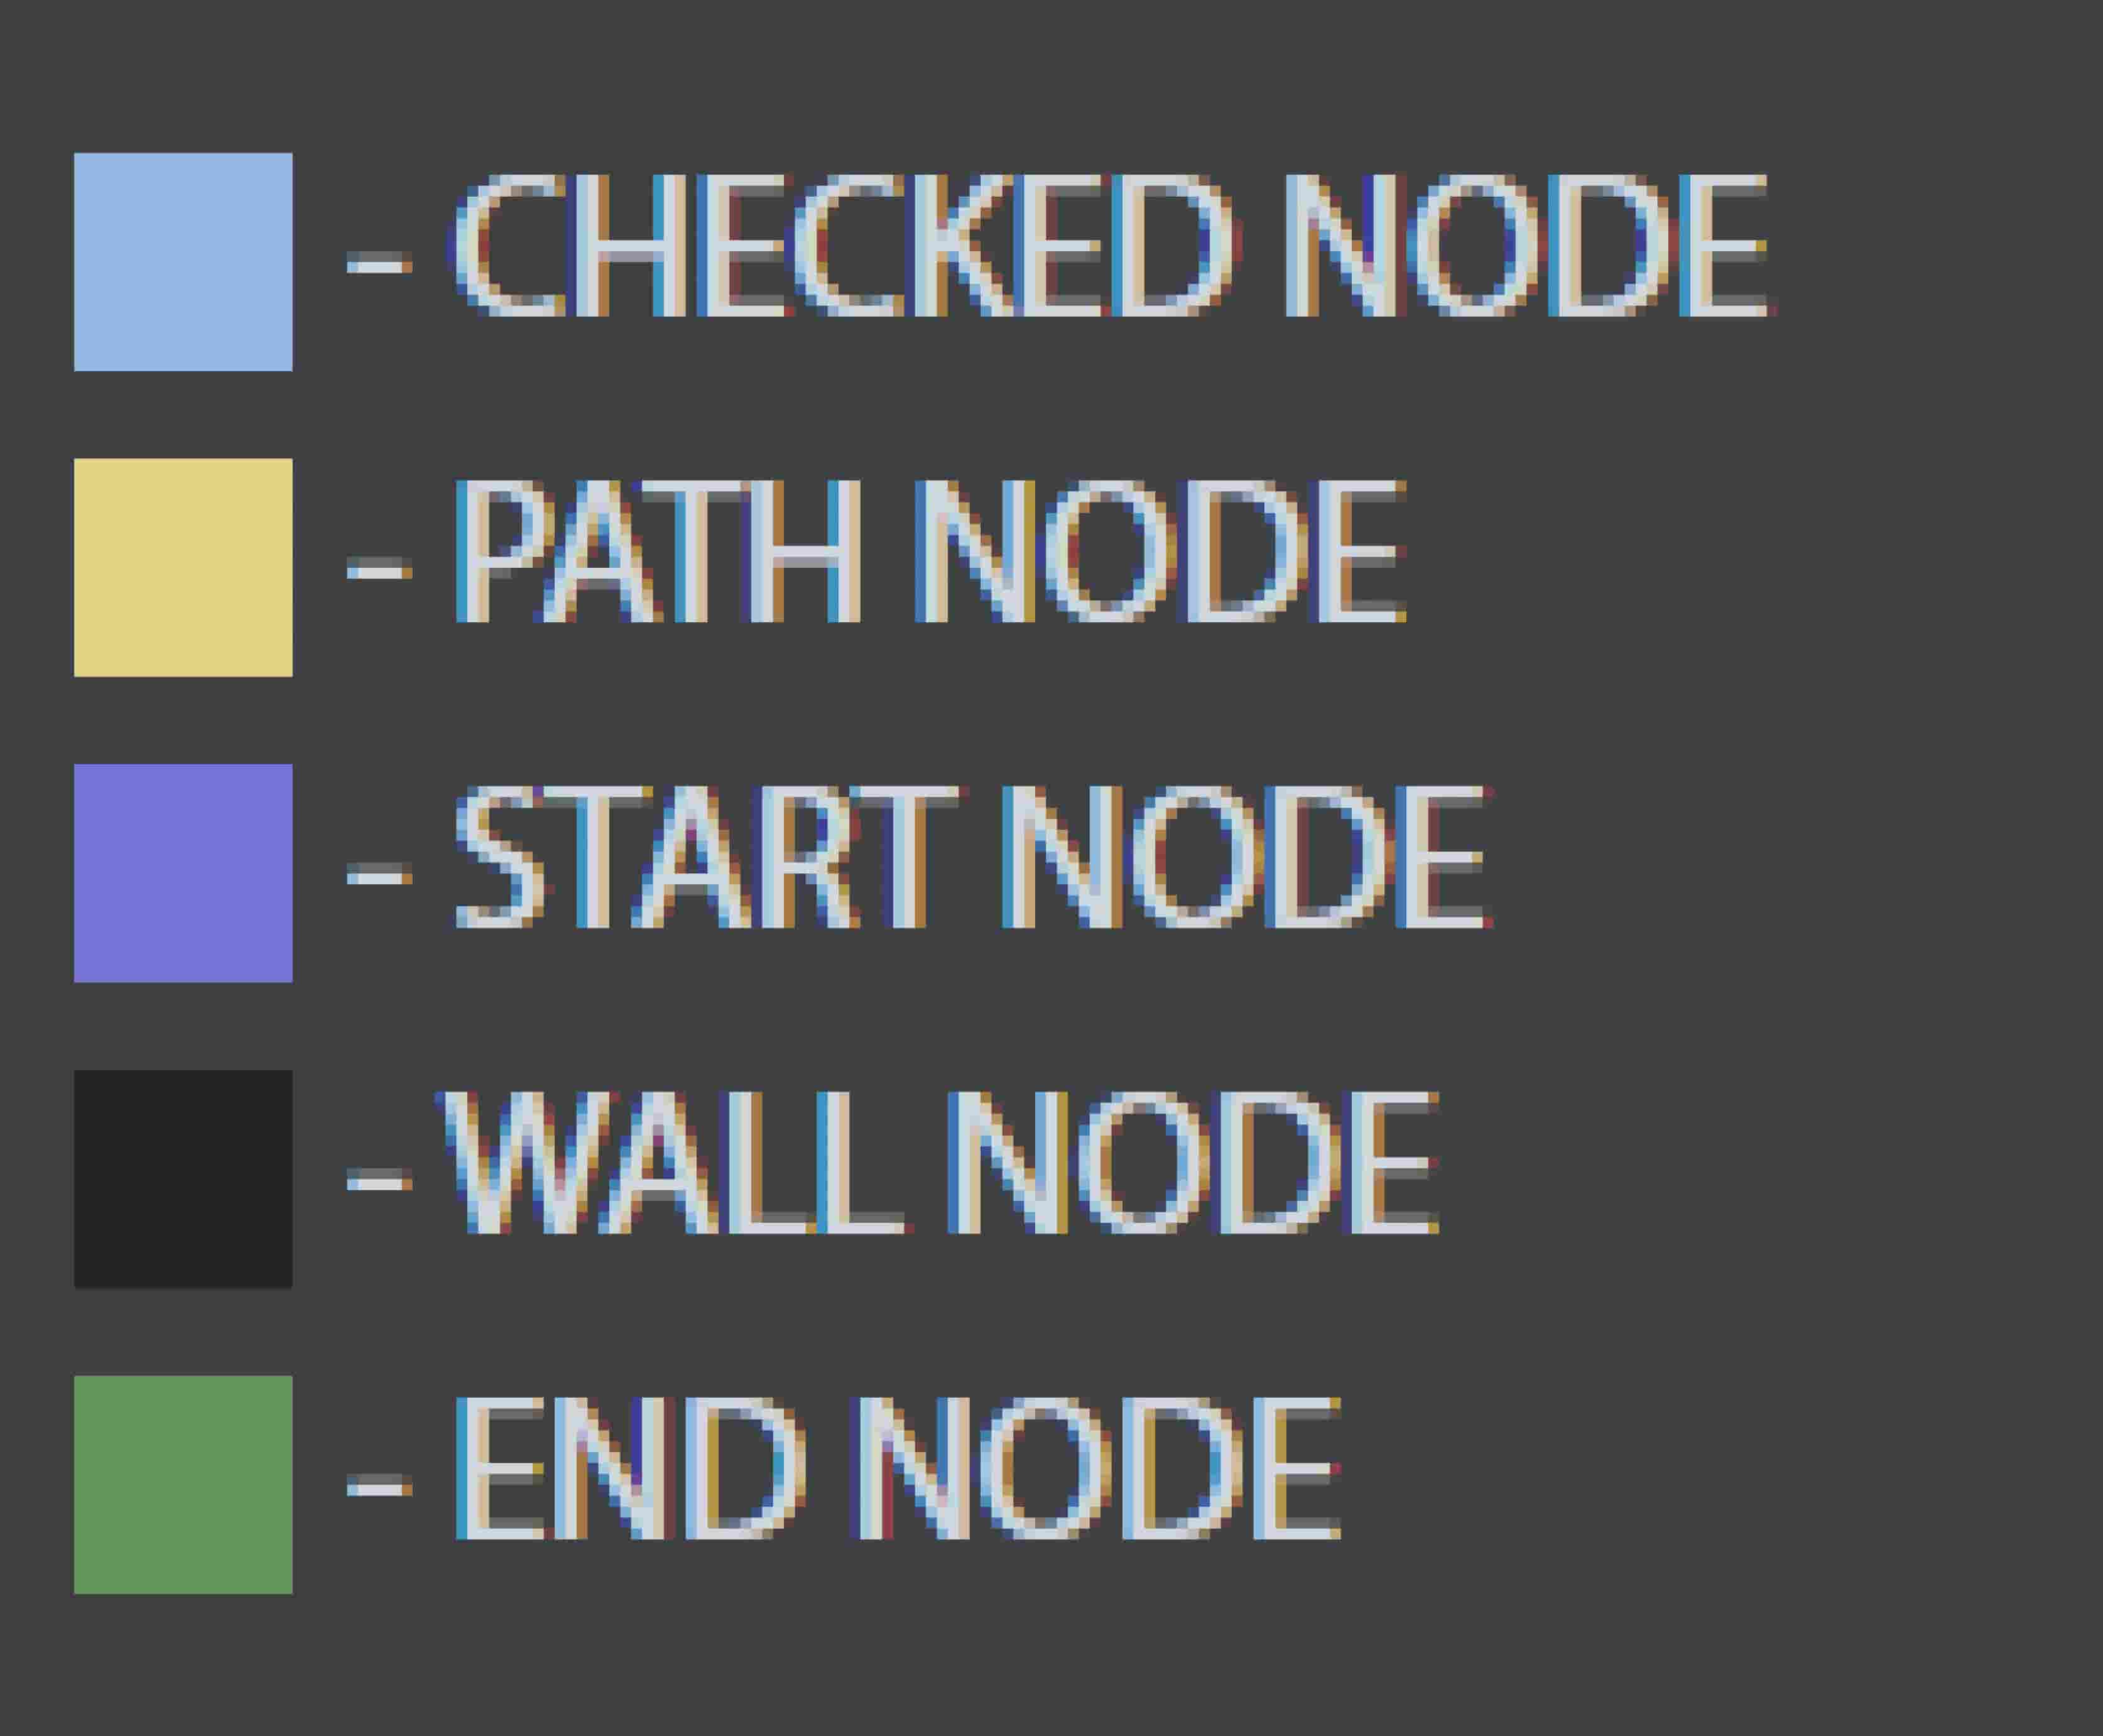 - CHECKED NODE
- PATH NODE
- START NODE
- WALL NODE
- END NODE